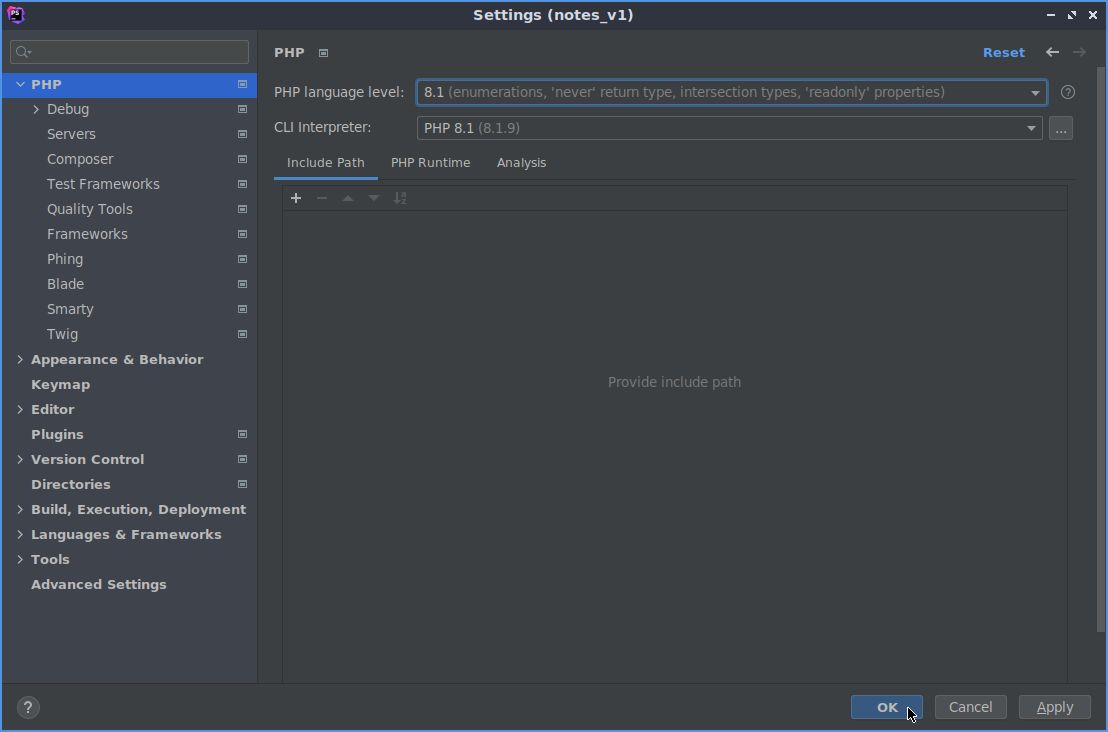 PS
Settings (notes_v1)
PHP
Reset
PHP
Debug
Servers
Composer
Test Frameworks
Quality Tools
Frameworks
Phing
Blade
Smarty
Twig
Appearance & Behavior
Keymap
Editor
Plugins
Version Control
Directories
Build, Execution, Deployment
Languages & Frameworks
Tools
Advanced Settings
PHP language level: 8.1 (enumerations, 'never' return type, intersection types, 'readonly' properties) ?
CLI Interpreter: PHP 8.1 (8.1.9) ...
Include Path PHP Runtime Analysis
Provide include path
? OK Cancel Apply